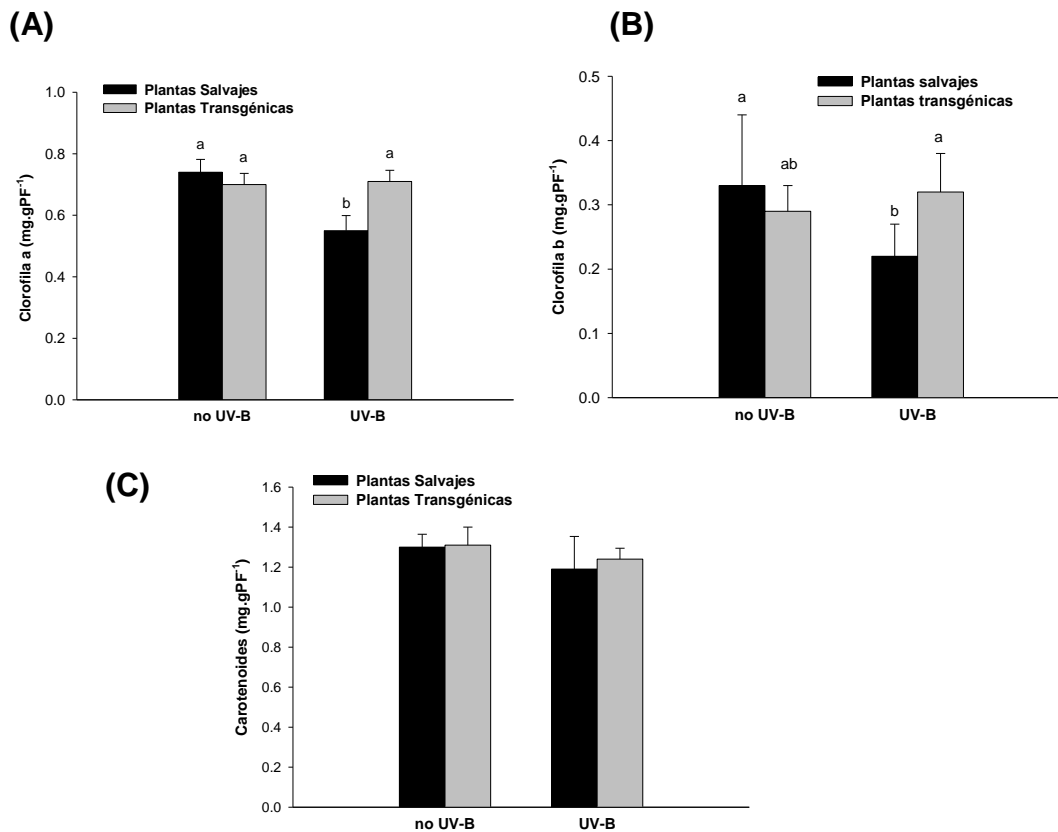 (A)
Plantas Salvajes
Plantas Transgénicas
Clorofila a (mg.gPF-1)
1.0
0.8
0.6
0.4
0.2
0.0
a
a
b
a
no UV-B
UV-B
(B)
Plantas salvajes
Plantas transgénicas
Clorofila b (mg.gPF-1)
0.5
0.4
0.3
0.2
0.1
0.0
a
ab
b
a
no UV-B
UV-B
(C)
Plantas Salvajes
Plantas Transgénicas
Carotenoides (mg.gPF-1)
1.6
1.4
1.2
1.0
0.8
0.6
0.4
0.2
0.0
no UV-B
UV-B